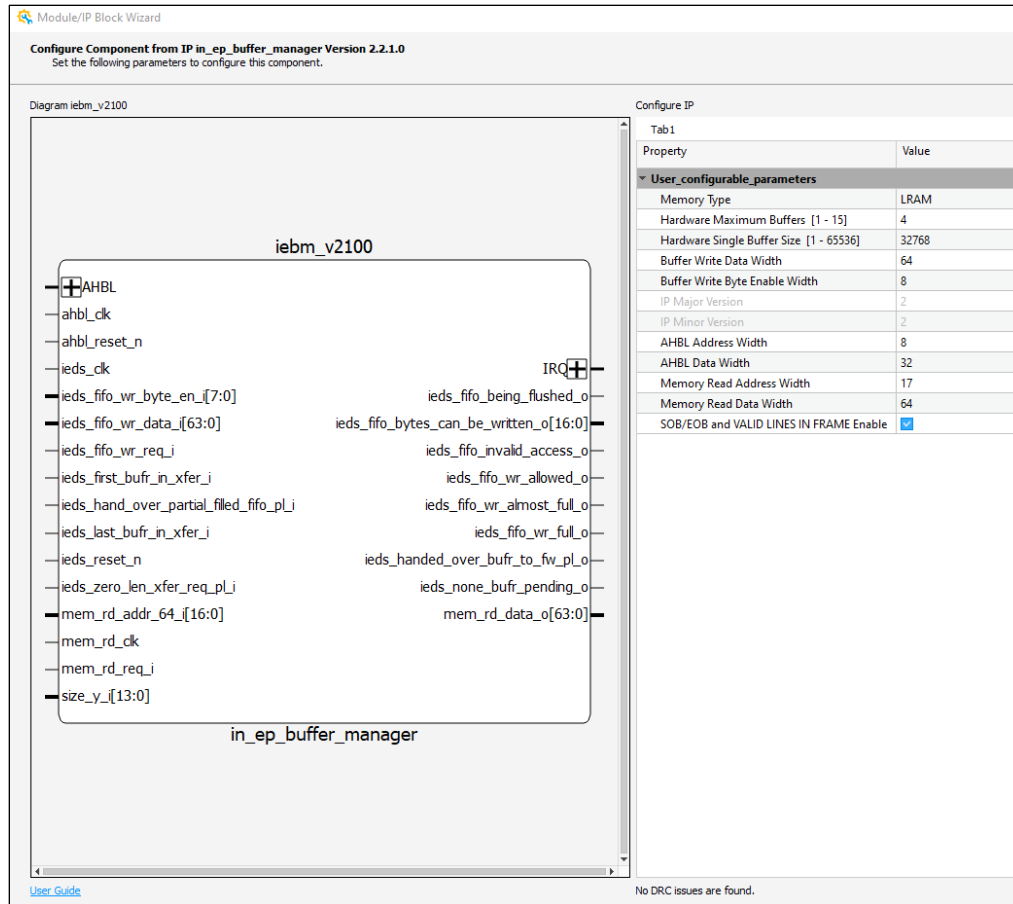 Module/IP Block Wizard
Configure Component from IP in_ep_buffer_manager Version 2.2.1.0
Set the following parameters to configure this component.
Diagram iebm_v2100
iebm_v2100
AHBL
ahbl_clk
ahbl_reset_n
ieds_clk
ieds_fifo_wr_byte_en_i[7:0]
ieds_fifo_wr_data_i[63:0]
ieds_fifo_wr_req_i
ieds_first_bufr_in_xfer_i
ieds_hand_over_partial_filled_fifo_pl_i
ieds_last_bufr_in_xfer_i
ieds_reset_n
ieds_zero_len_xfer_req_pl_i
mem_rd_addr_64_i[16:0]
mem_rd_clk
mem_rd_req_i
size_y_i[13:0]
IRQ
ieds_fifo_being_flushed_o
ieds_fifo_bytes_can_be_written_o[16:0]
ieds_fifo_invalid_access_o
ieds_fifo_wr_allowed_o
ieds_fifo_wr_almost_full_o
ieds_fifo_wr_full_o
ieds_handed_over_bufr_to_fw_pl_o
ieds_none_bufr_pending_o
mem_rd_data_o[63:0]
in_ep_buffer_manager
User Guide
Configure IP
Tab1
Property Value
User_configurable_parameters
Memory Type LRAM
Hardware Maximum Buffers [1 - 15] 4
Hardware Single Buffer Size [1 - 65536] 32768
Buffer Write Data Width 64
Buffer Write Byte Enable Width 8
IP Major Version 2
IP Minor Version 2
AHBL Address Width 8
AHBL Data Width 32
Memory Read Address Width 17
Memory Read Data Width 64
SOB/EOB and VALID LINES IN FRAME Enable
No DRC issues are found.